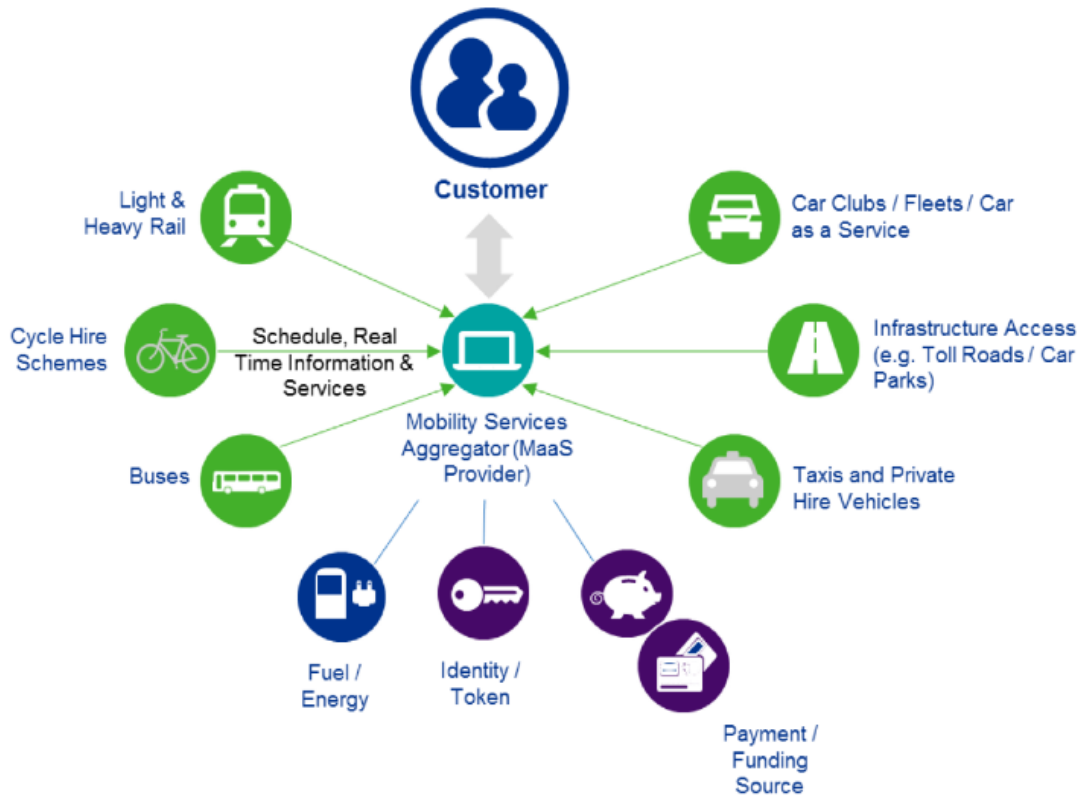 Customer
Light &
Heavy Rail
Car Clubs / Fleets / Car
as a Service
Cycle Hire
Schemes
Schedule, Real
Time Information &
Services
Infrastructure Access
(e.g. Toll Roads / Car
Parks)
Mobility Services
Aggregator (MaaS
Provider)
Buses
Taxis and Private
Hire Vehicles
Fuel /
Energy
Identity /
Token
Payment /
Funding
Source